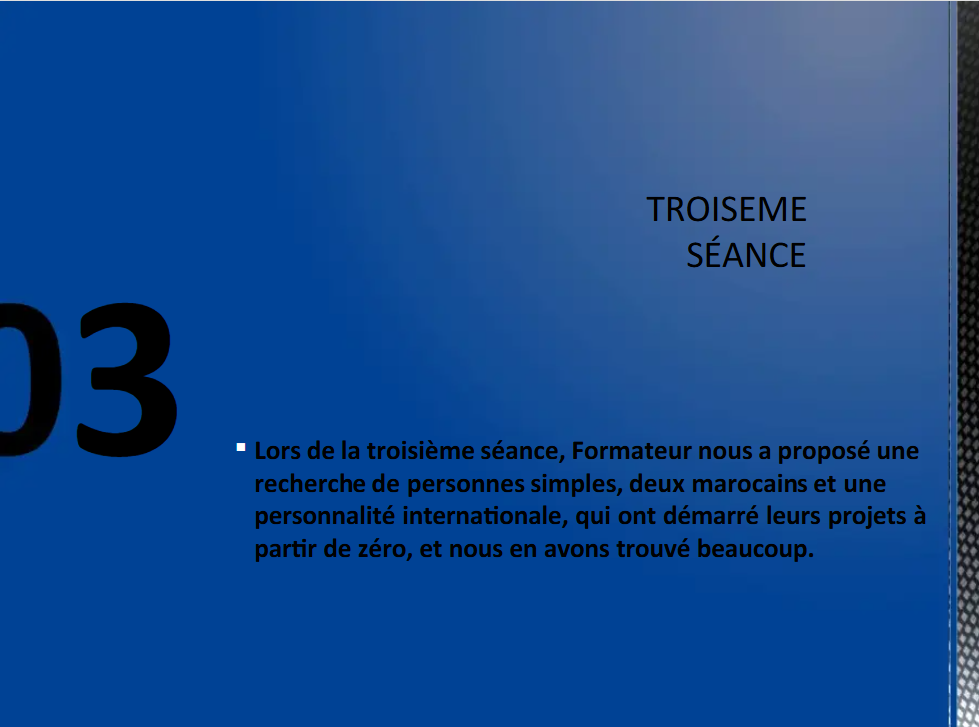 TROISEME
SÉANCE
03
Lors de la troisième séance, Formateur nous a proposé une
recherche de personnes simples, deux marocains et une
personnalité internationale, qui ont démarré leurs projets à
partir de zéro, et nous en avons trouvé beaucoup.